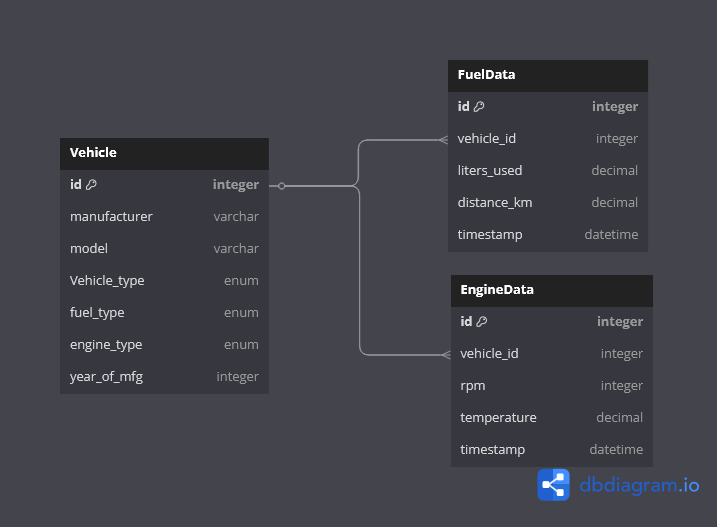 Vehicle
id integer
manufacturer varchar
model varchar
Vehicle_type enum
fuel_type enum
engine_type enum
year_of_mfg integer
FuelData
id integer
vehicle_id integer
liters_used decimal
distance_km decimal
timestamp datetime
EngineData
id integer
vehicle_id integer
rpm integer
temperature decimal
timestamp datetime
dbdiagram.io